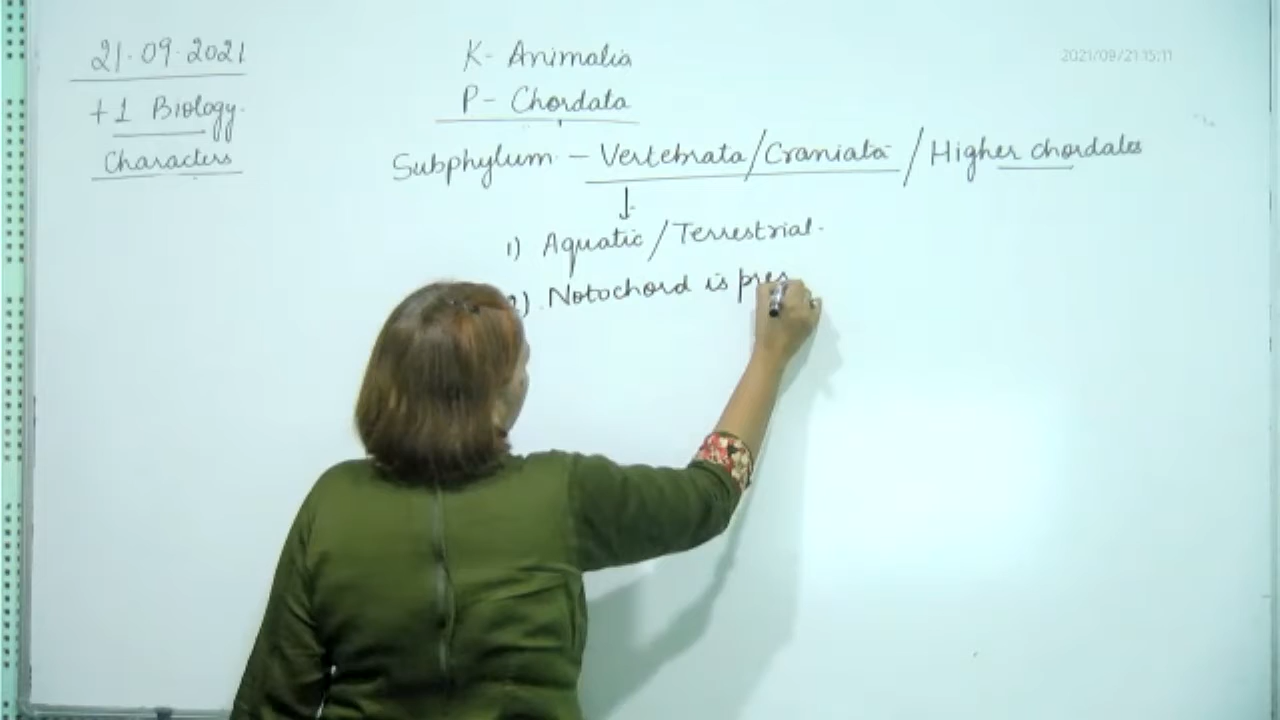 21.09.2021
+1 Biology.
Characters
K- Animalia
P- Chordata
Subphylum - Vertebrata/Craniata/Higher chordates
1) Aquatic/Terrestrial.
2) Notochord is pres
2021/09/21 15:11